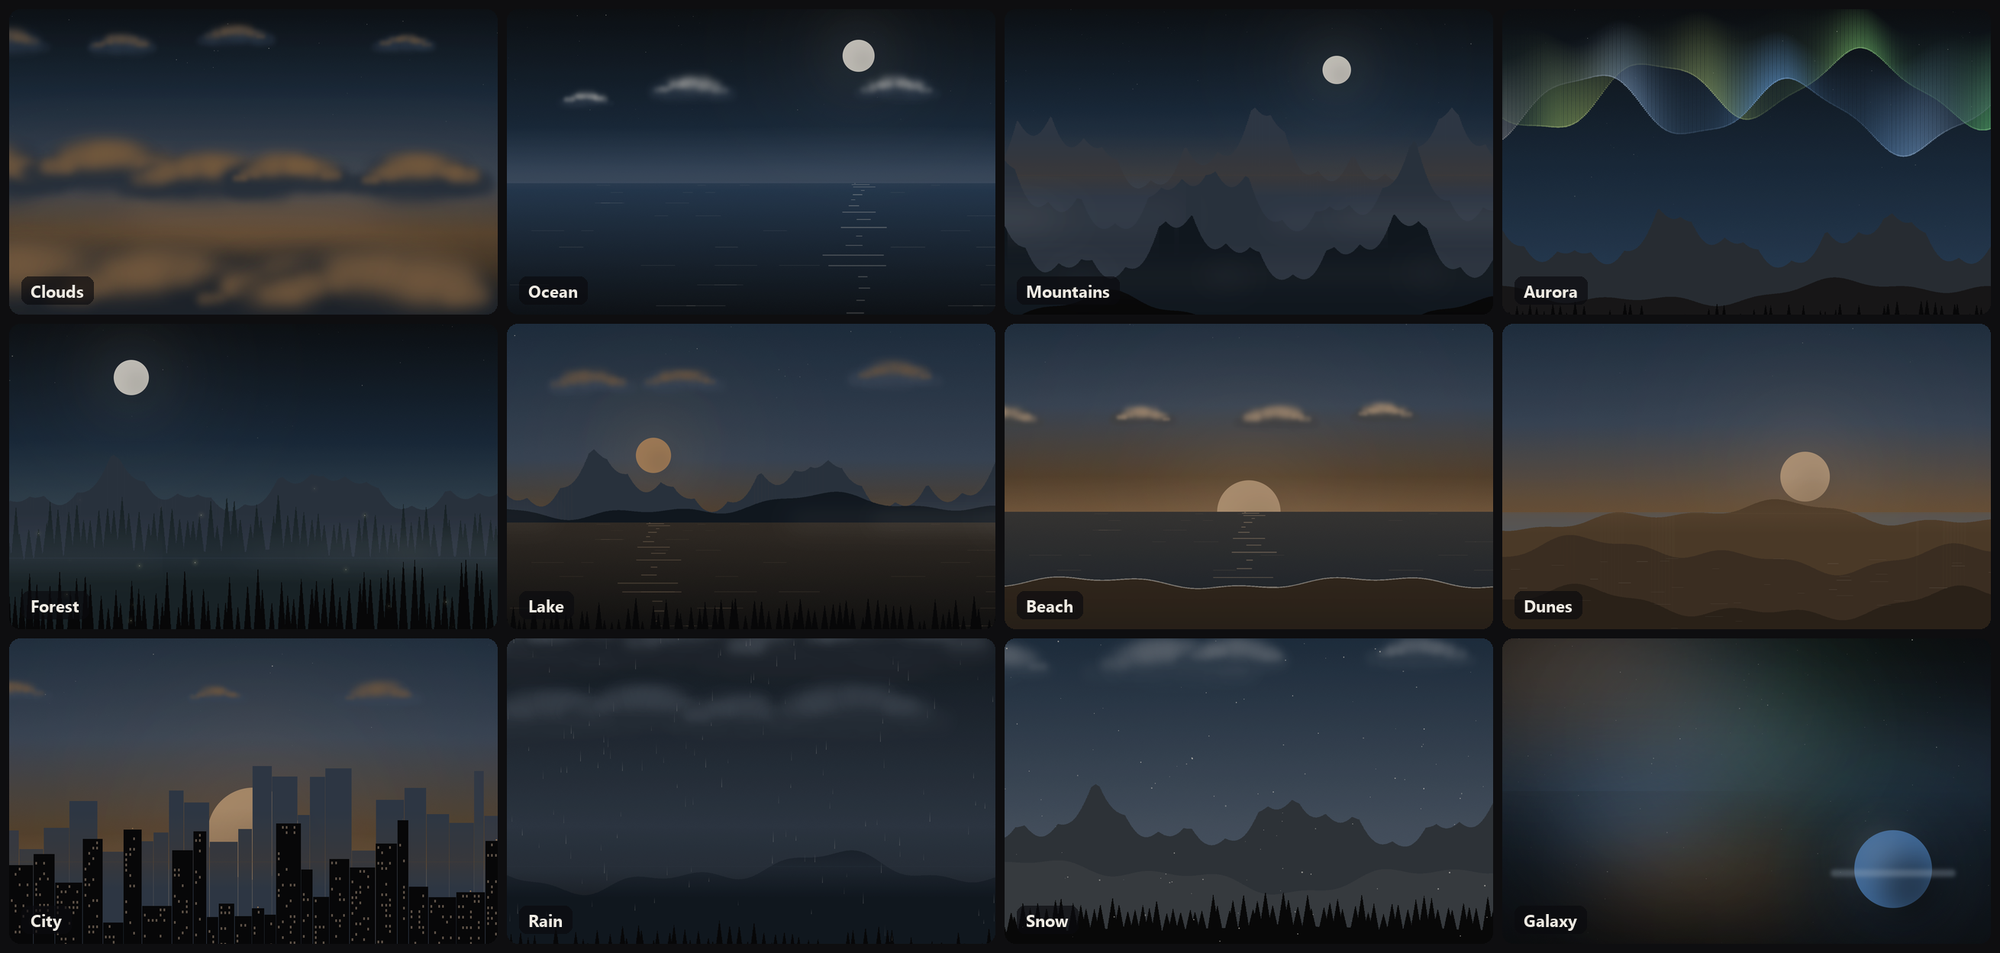 Clouds
Ocean
Mountains
Aurora
Forest
Lake
Beach
Dunes
City
Rain
Snow
Galaxy